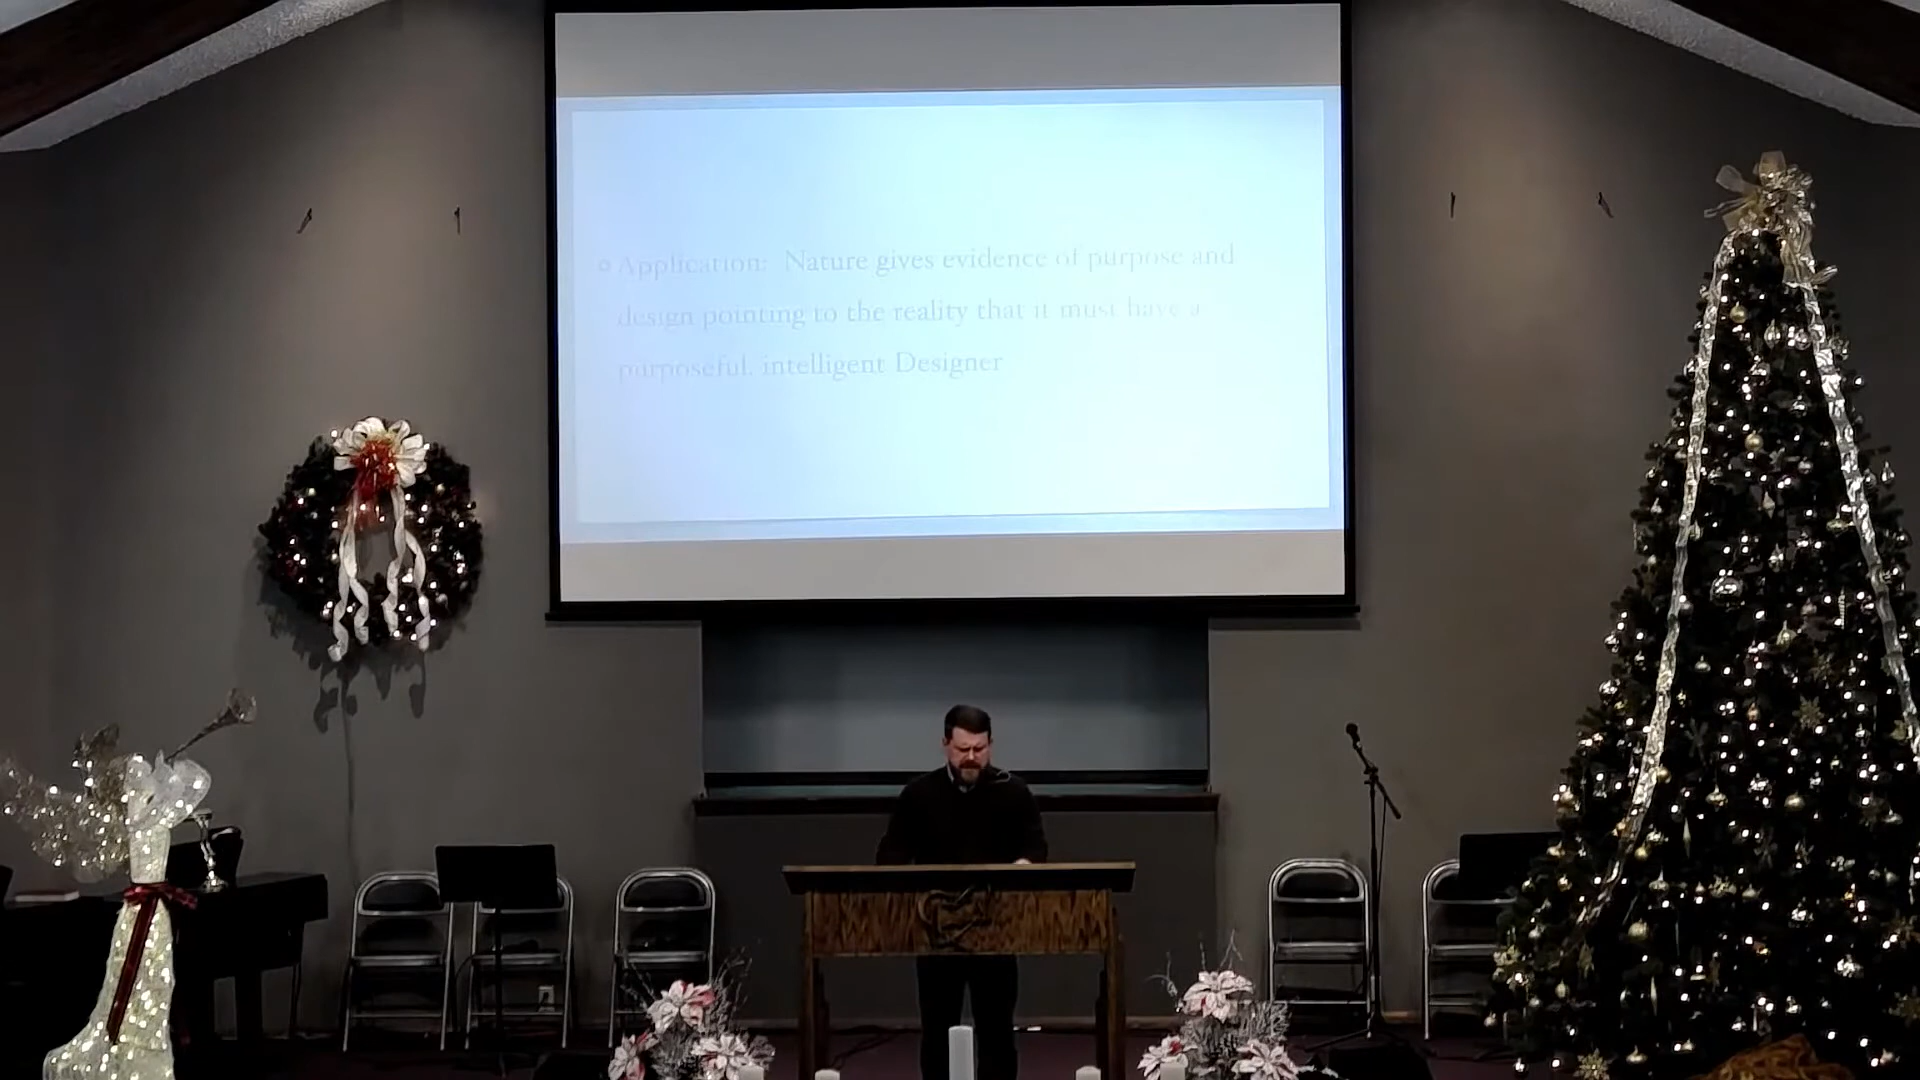 Application: Nature gives evidence of purpose and
design pointing to the reality that it must have a
purposeful, intelligent Designer